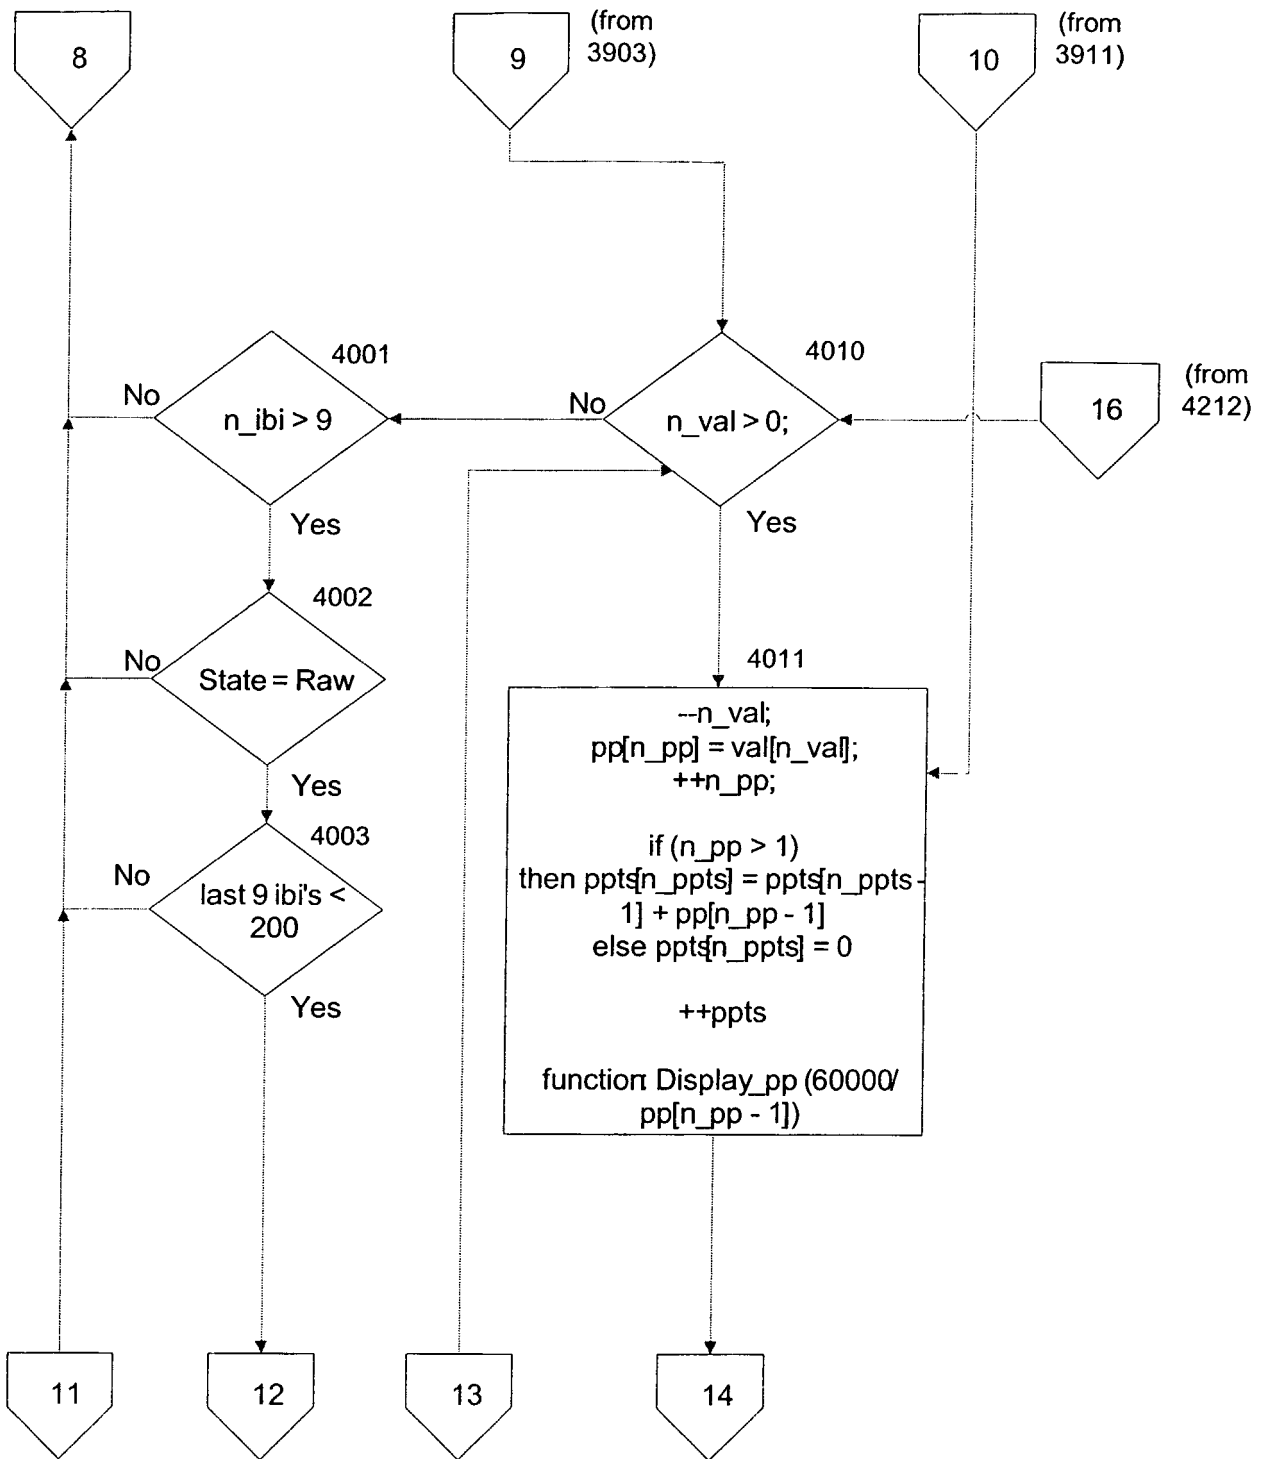 8
9
(from
3903)
10
(from
3911)
4001
n_ibi > 9
No
Yes
4010
n_val > 0;
No
Yes
16
(from
4212)
4002
State = Raw
No
Yes
4003
last 9 ibi's <
200
No
Yes
4011
--n_val;
pp[n_pp] = val[n_val];
++n_pp;
if (n_pp > 1)
then ppts[n_ppts] = ppts[n_ppts -
1] + pp[n_pp - 1]
else ppts[n_ppts] = 0
++ppts
function: Display_pp (60000/
pp[n_pp - 1])
11
12
13
14